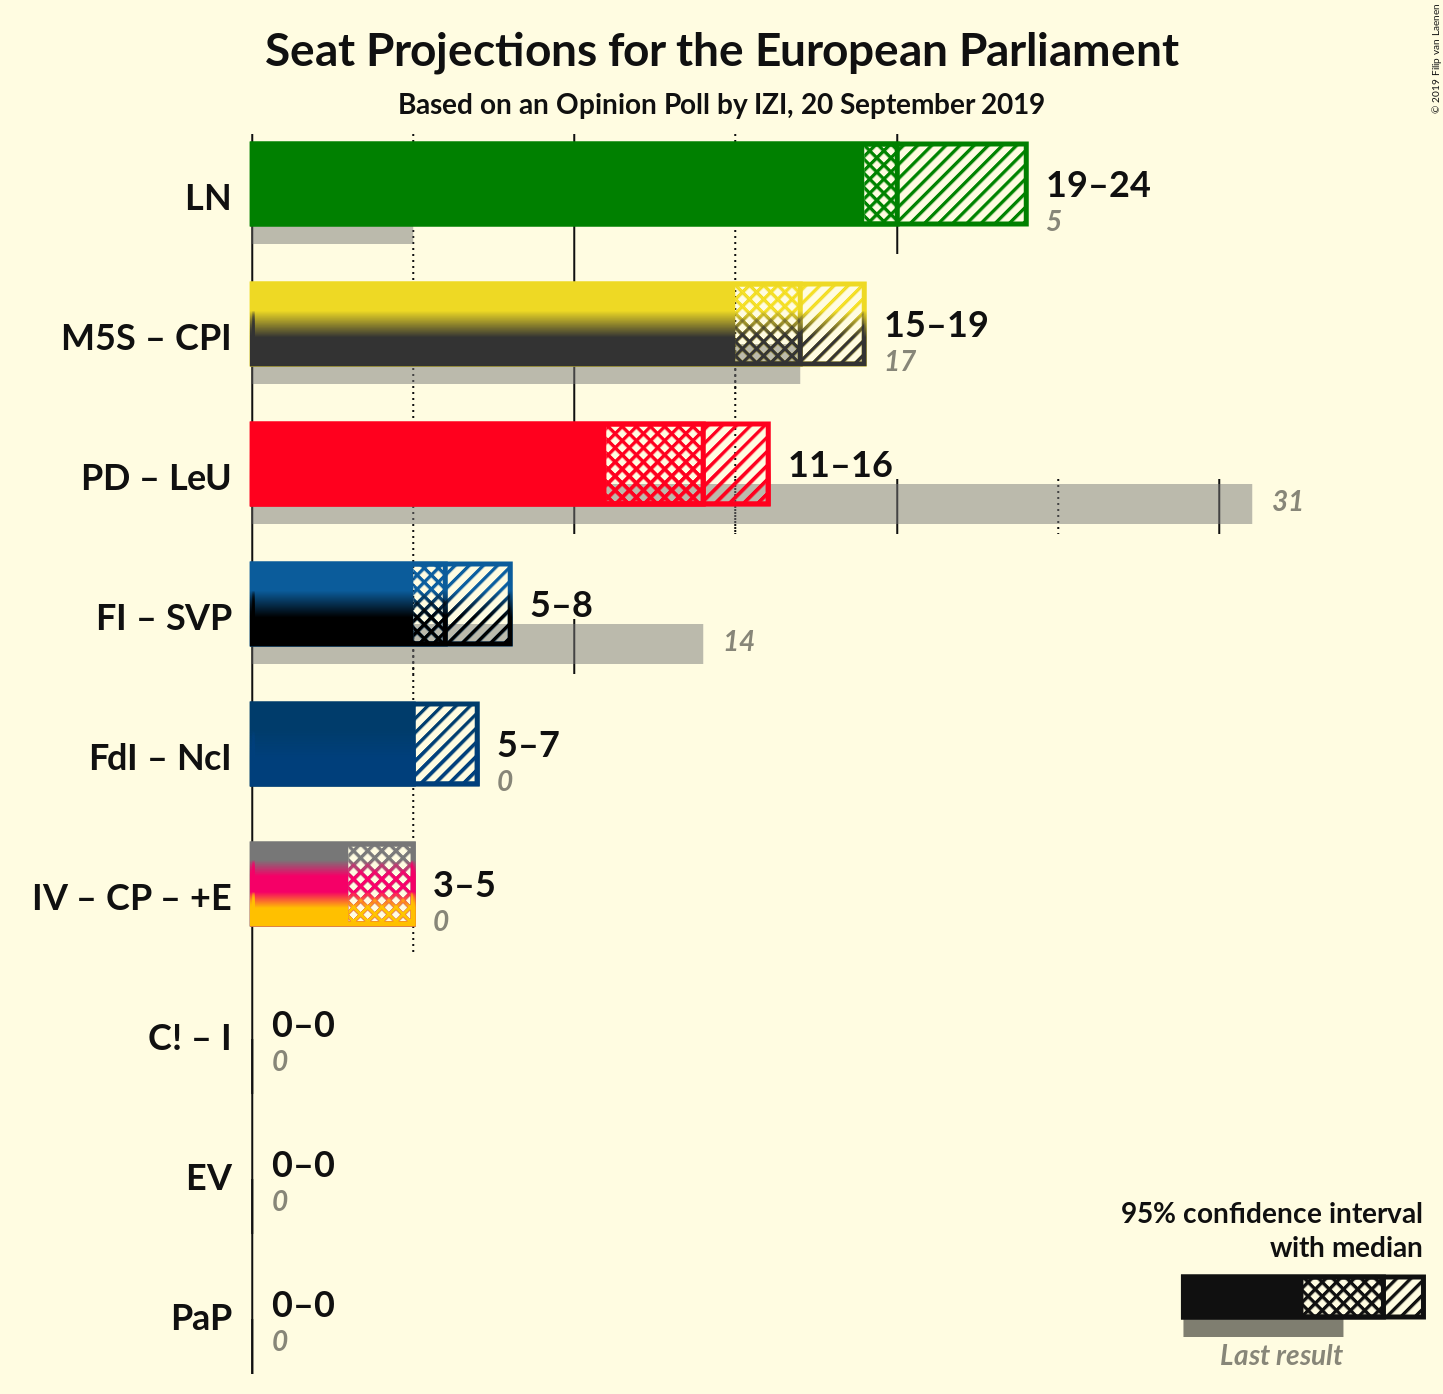 Seat Projections for the European Parliament
Based on an Opinion Poll by IZI, 20 September 2019
© 2019 Filip van Laenen
LN
19–24
5
M5S – CPI
15–19
17
PD – LeU
11–16
31
FI – SVP
5–8
14
FdI – NcI
5–7
0
IV – CP – +E
3–5
0
C! – I
0–0
0
EV
0–0
0
PaP
0–0
0
95% confidence interval
with median
Last result